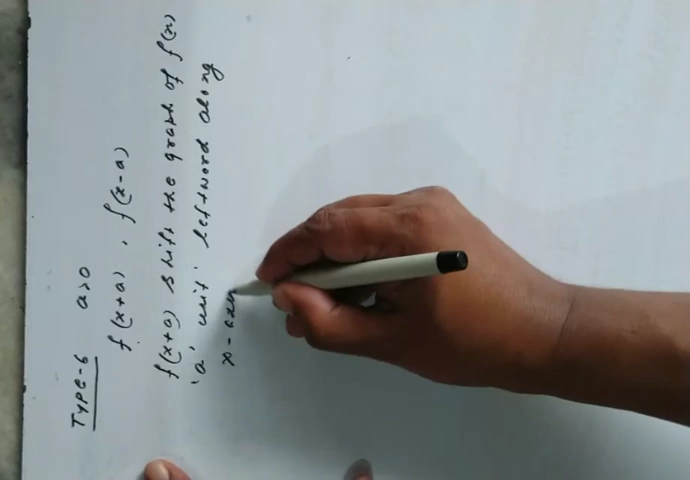 TYPE-6 a>0
f(x+a), f(x-a)
f(x+a) shift the graph of f(x)
'a' unit leftword along
x-axi